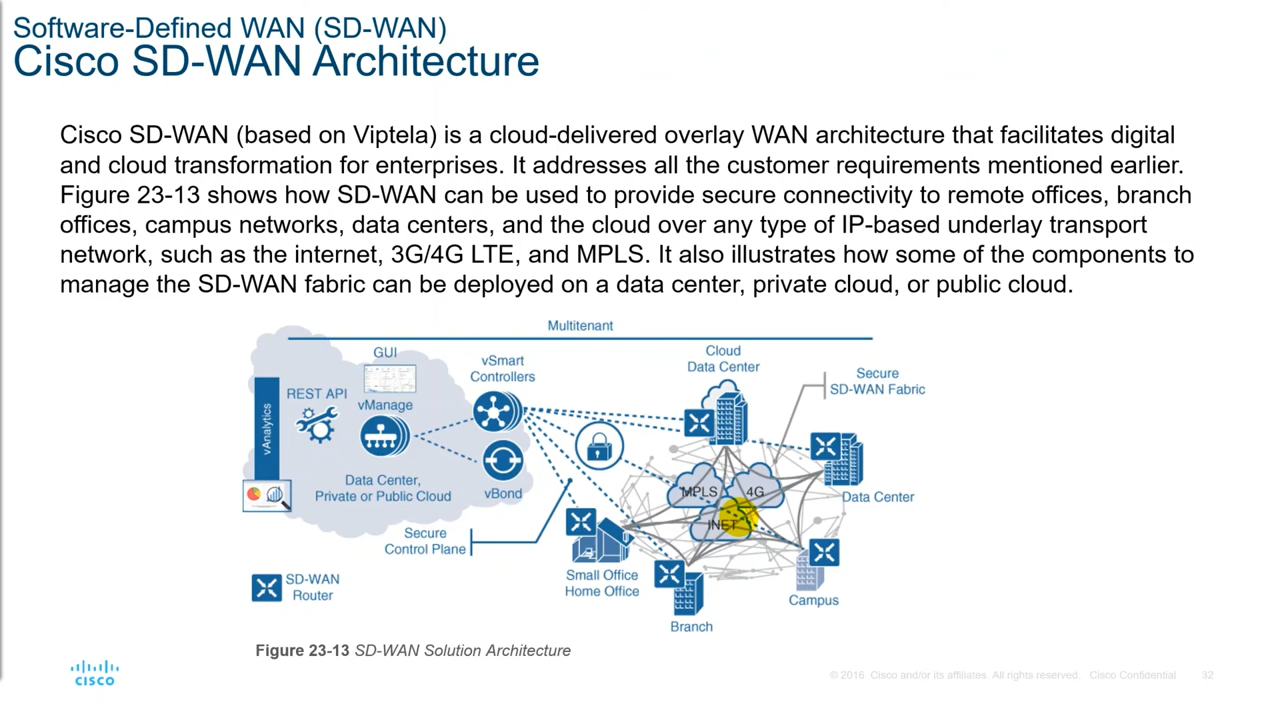 Software-Defined WAN (SD-WAN)
Cisco SD-WAN Architecture
Cisco SD-WAN (based on Viptela) is a cloud-delivered overlay WAN architecture that facilitates digital
and cloud transformation for enterprises. It addresses all the customer requirements mentioned earlier.
Figure 23-13 shows how SD-WAN can be used to provide secure connectivity to remote offices, branch
offices, campus networks, data centers, and the cloud over any type of IP-based underlay transport
network, such as the internet, 3G/4G LTE, and MPLS. It also illustrates how some of the components to
manage the SD-WAN fabric can be deployed on a data center, private cloud, or public cloud.
Multitenant
GUI
vSmart
Controllers
Cloud
Data Center
Secure
SD-WAN Fabric
REST API
vManage
vAnalytics
Data Center,
Private or Public Cloud
vBond
MPLS
4G
INET
Data Center
Secure
Control Plane
SD-WAN
Router
Small Office
Home Office
Branch
Campus
Figure 23-13 SD-WAN Solution Architecture
CISCO
© 2016 Cisco and/or its affiliates. All rights reserved. Cisco Confidential
32